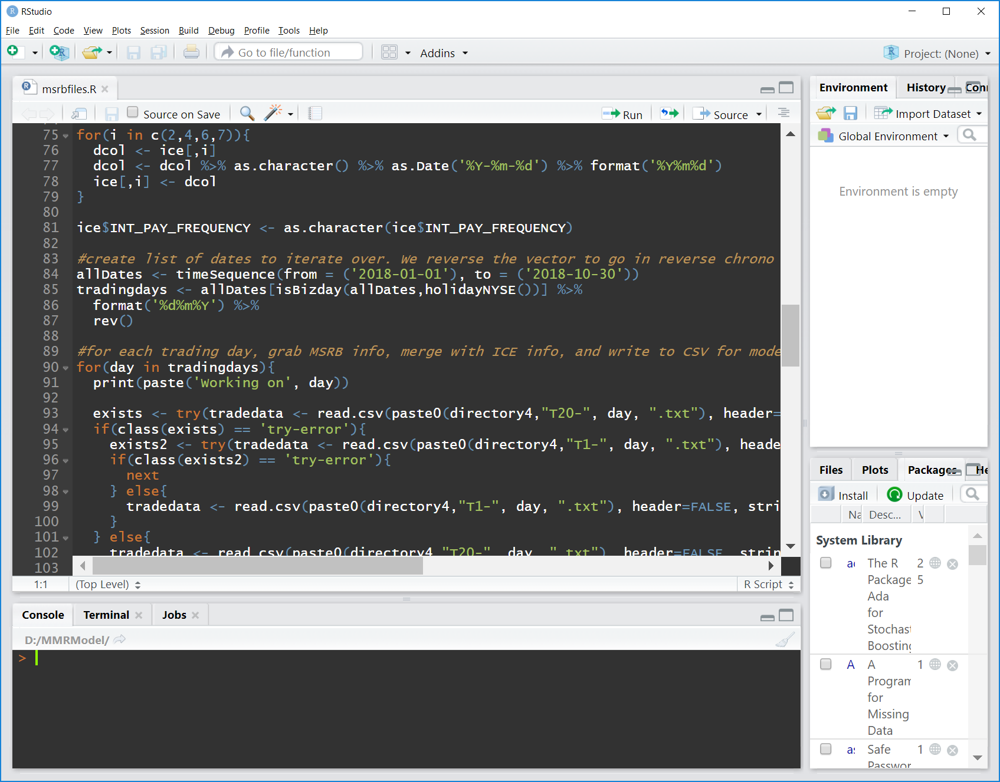 RStudio
File Edit Code View Plots Session Build Debug Profile Tools Help
Go to file/function Addins Project: (None)
msrbfiles.R
Source on Save Run Source
75 for(i in c(2,4,6,7)){
76 dcol <- ice[,i]
77 dcol <- dcol %>% as.character() %>% as.Date('%Y-%m-%d') %>% format('%Y%m%d')
78 ice[,i] <- dcol
79 }
80
81 ice$INT_PAY_FREQUENCY <- as.character(ice$INT_PAY_FREQUENCY)
82
83 #create list of dates to iterate over. We reverse the vector to go in reverse chrono
84 allDates <- timeSequence(from = ('2018-01-01'), to = ('2018-10-30'))
85 tradingdays <- allDates[isBizday(allDates,holidayNYSE())] %>%
86 format('%d%m%Y') %>%
87 rev()
88
89 #for each trading day, grab MSRB info, merge with ICE info, and write to CSV for mode
90 for(day in tradingdays){
91 print(paste('Working on', day))
92
93 exists <- try(tradedata <- read.csv(paste0(directory4,"T20-", day, ".txt"), header=
94 if(class(exists) == 'try-error'){
95 exists2 <- try(tradedata <- read.csv(paste0(directory4,"T1-", day, ".txt"), heade
96 if(class(exists2) == 'try-error'){
97 next
98 } else{
99 tradedata <- read.csv(paste0(directory4,"T1-", day, ".txt"), header=FALSE, stri
100 }
101 } else{
102 tradedata <- read.csv(paste0(directory4,"T20-", day, ".txt"), header=FALSE, strin
103
1:1 (Top Level) R Script
Console Terminal Jobs
D:/MMRModel/
>
Environment History Conn
Import Dataset
Global Environment
Environment is empty
Files Plots Packages He
Install Update
Na Desc... V
System Library
The R 2
Package 5
Ada
for
Stochast
Boosting
A A 1
Program
for
Missing
Data
as Safe 1
Passwor